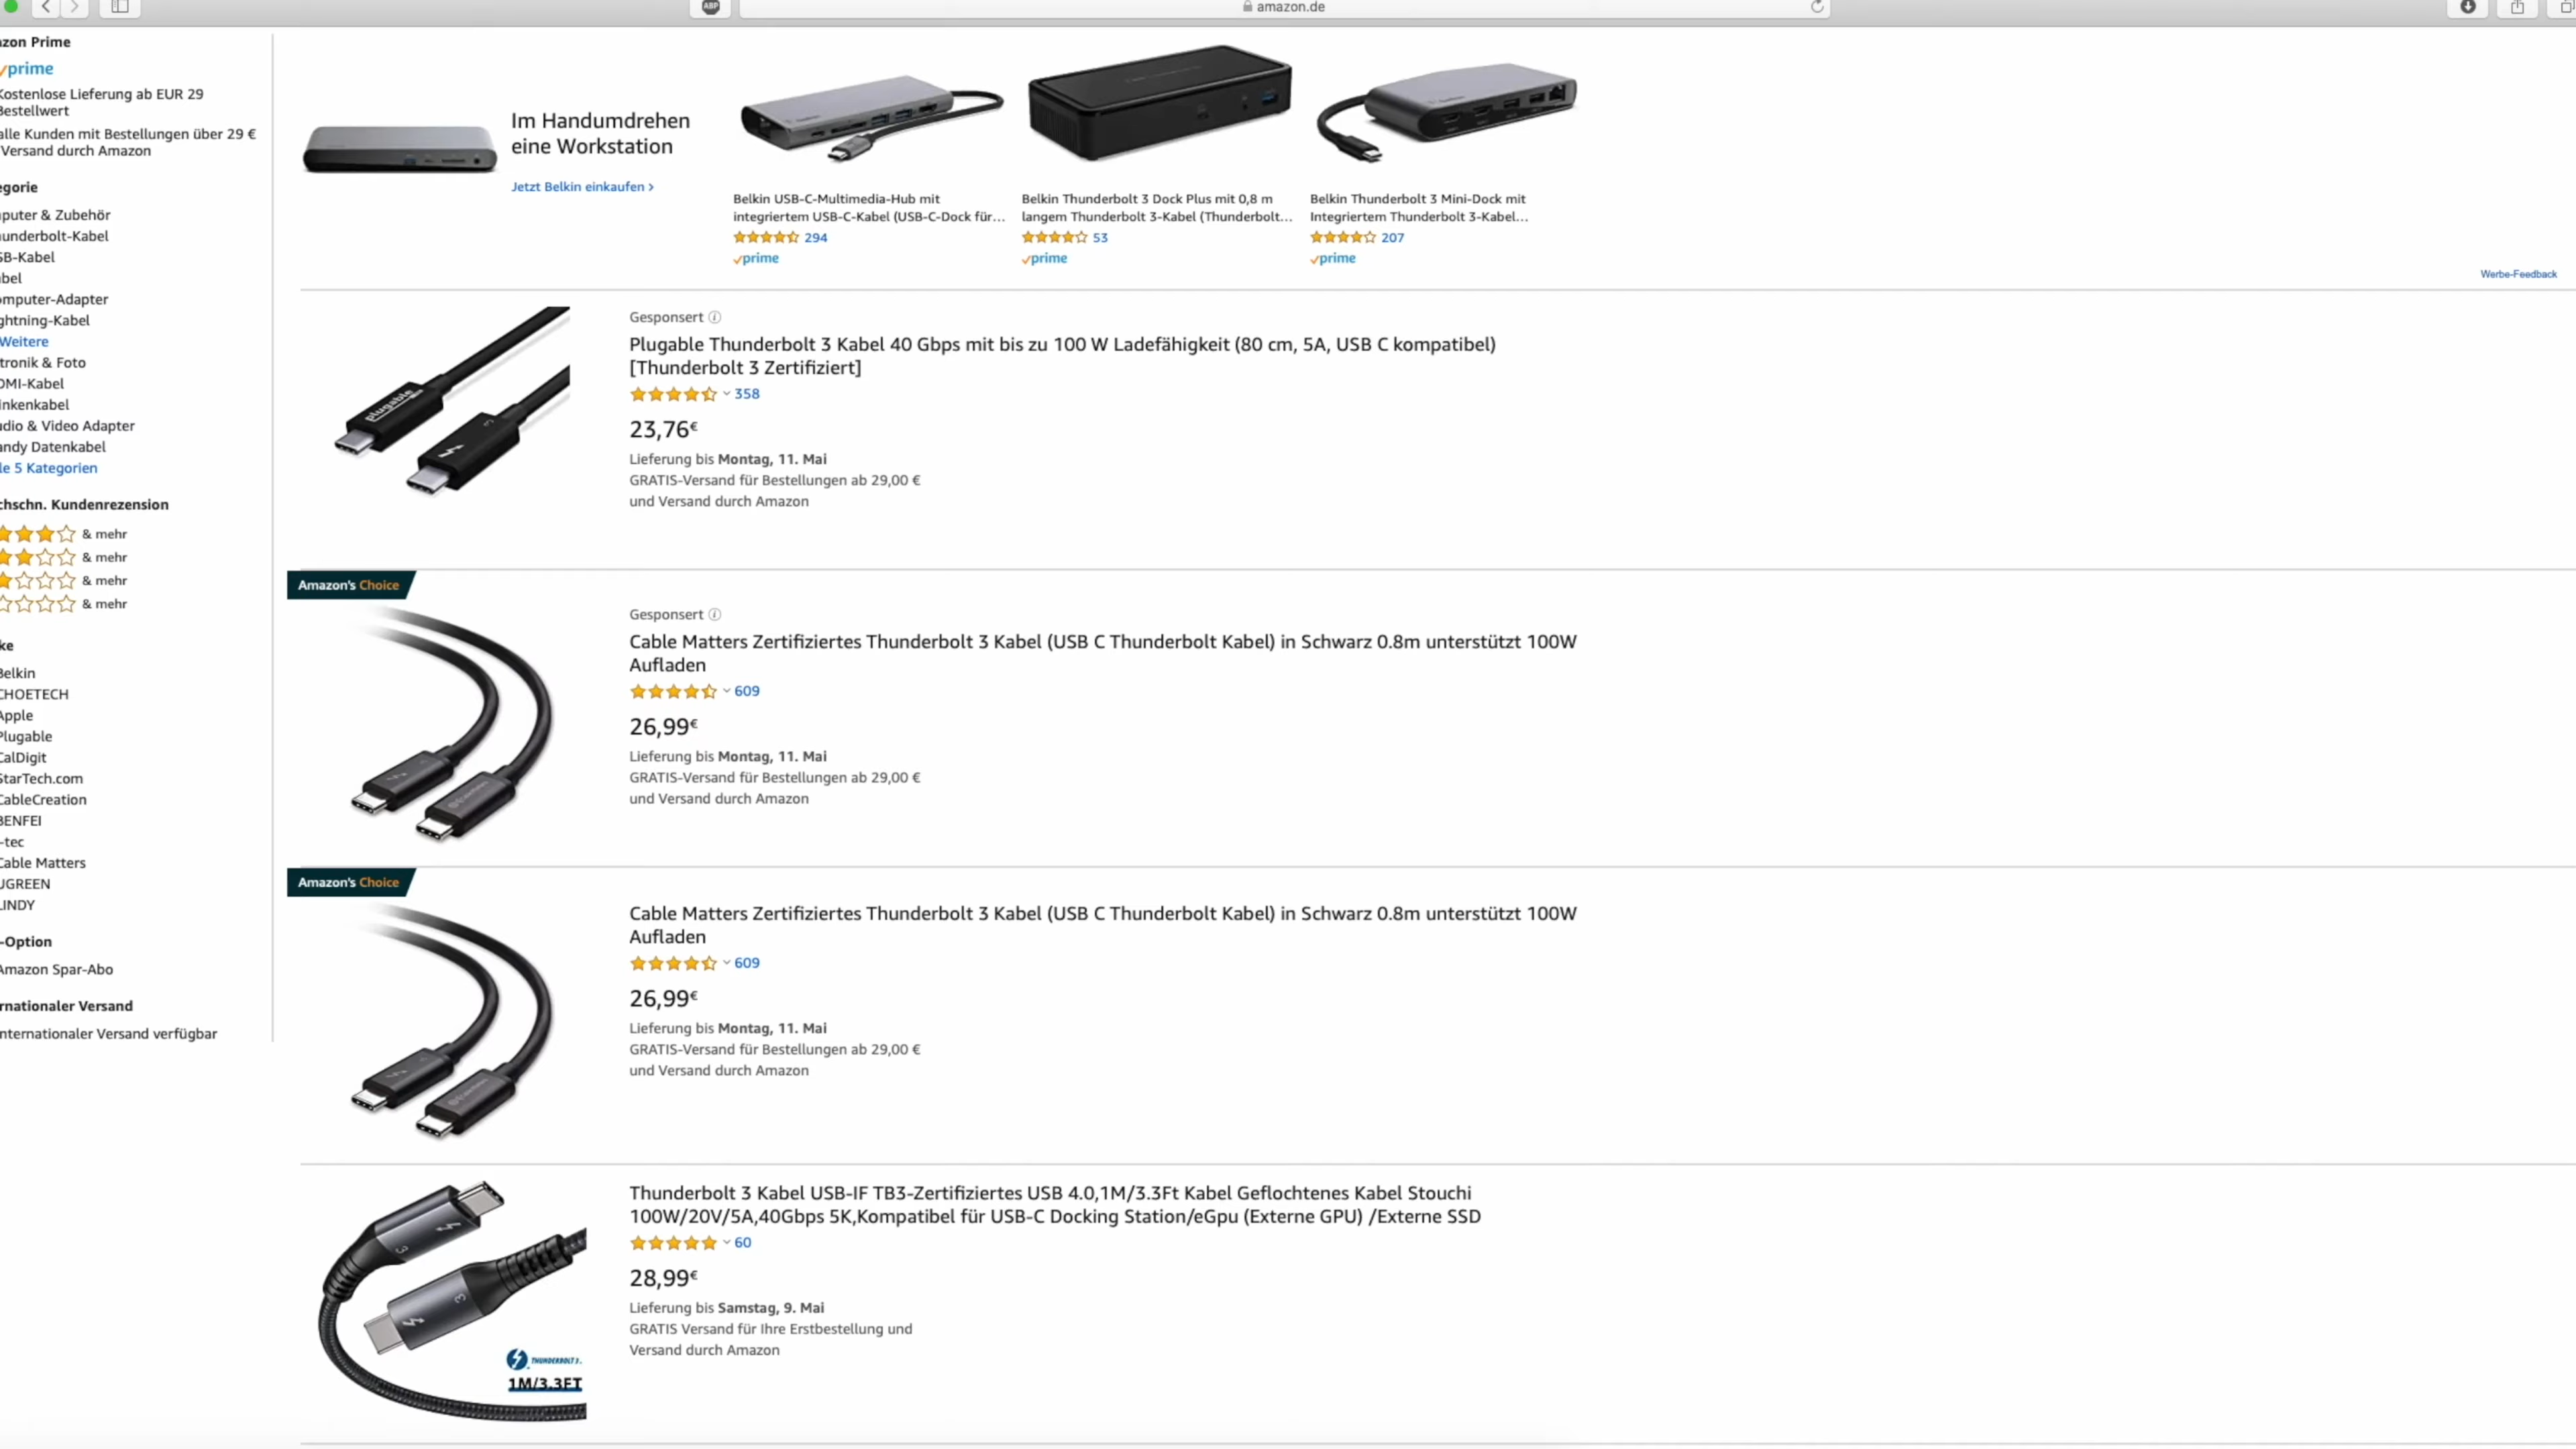 ABP
amazon.de
zon Prime
prime
Kostenlose Lieferung ab EUR 29
Bestellwert
alle Kunden mit Bestellungen über 29 €
Versand durch Amazon
egorie
puter & Zubehör
underbolt-Kabel
SB-Kabel
bel
omputer-Adapter
ghtning-Kabel
Weitere
tronik & Foto
DMI-Kabel
inkenkabel
udio & Video Adapter
andy Datenkabel
le 5 Kategorien
chschn. Kundenrezension
& mehr
& mehr
& mehr
& mehr
ke
Belkin
CHOETECH
Apple
Plugable
CalDigit
StarTech.com
CableCreation
BENFEI
-tec
Cable Matters
UGREEN
LINDY
-Option
Amazon Spar-Abo
rnationaler Versand
nternationaler Versand verfügbar
Im Handumdrehen
eine Workstation
Jetzt Belkin einkaufen ›
Belkin USB-C-Multimedia-Hub mit
integriertem USB-C-Kabel (USB-C-Dock für...
294
prime
Belkin Thunderbolt 3 Dock Plus mit 0,8 m
langem Thunderbolt 3-Kabel (Thunderbolt...
53
prime
Belkin Thunderbolt 3 Mini-Dock mit
Integriertem Thunderbolt 3-Kabel...
207
prime
Werbe-Feedback
plugable
Gesponsert
Plugable Thunderbolt 3 Kabel 40 Gbps mit bis zu 100 W Ladefähigkeit (80 cm, 5A, USB C kompatibel)
[Thunderbolt 3 Zertifiziert]
358
23,76€
Lieferung bis Montag, 11. Mai
GRATIS-Versand für Bestellungen ab 29,00 €
und Versand durch Amazon
Amazon's Choice
Gesponsert
Cable Matters Zertifiziertes Thunderbolt 3 Kabel (USB C Thunderbolt Kabel) in Schwarz 0.8m unterstützt 100W
Aufladen
609
26,99€
Lieferung bis Montag, 11. Mai
GRATIS-Versand für Bestellungen ab 29,00 €
und Versand durch Amazon
Amazon's Choice
Cable Matters Zertifiziertes Thunderbolt 3 Kabel (USB C Thunderbolt Kabel) in Schwarz 0.8m unterstützt 100W
Aufladen
609
26,99€
Lieferung bis Montag, 11. Mai
GRATIS-Versand für Bestellungen ab 29,00 €
und Versand durch Amazon
3
3
THUNDERBOLT 3.
1M/3.3FT
Thunderbolt 3 Kabel USB-IF TB3-Zertifiziertes USB 4.0,1M/3.3Ft Kabel Geflochtenes Kabel Stouchi
100W/20V/5A,40Gbps 5K,Kompatibel für USB-C Docking Station/eGpu (Externe GPU) /Externe SSD
60
28,99€
Lieferung bis Samstag, 9. Mai
GRATIS Versand für Ihre Erstbestellung und
Versand durch Amazon